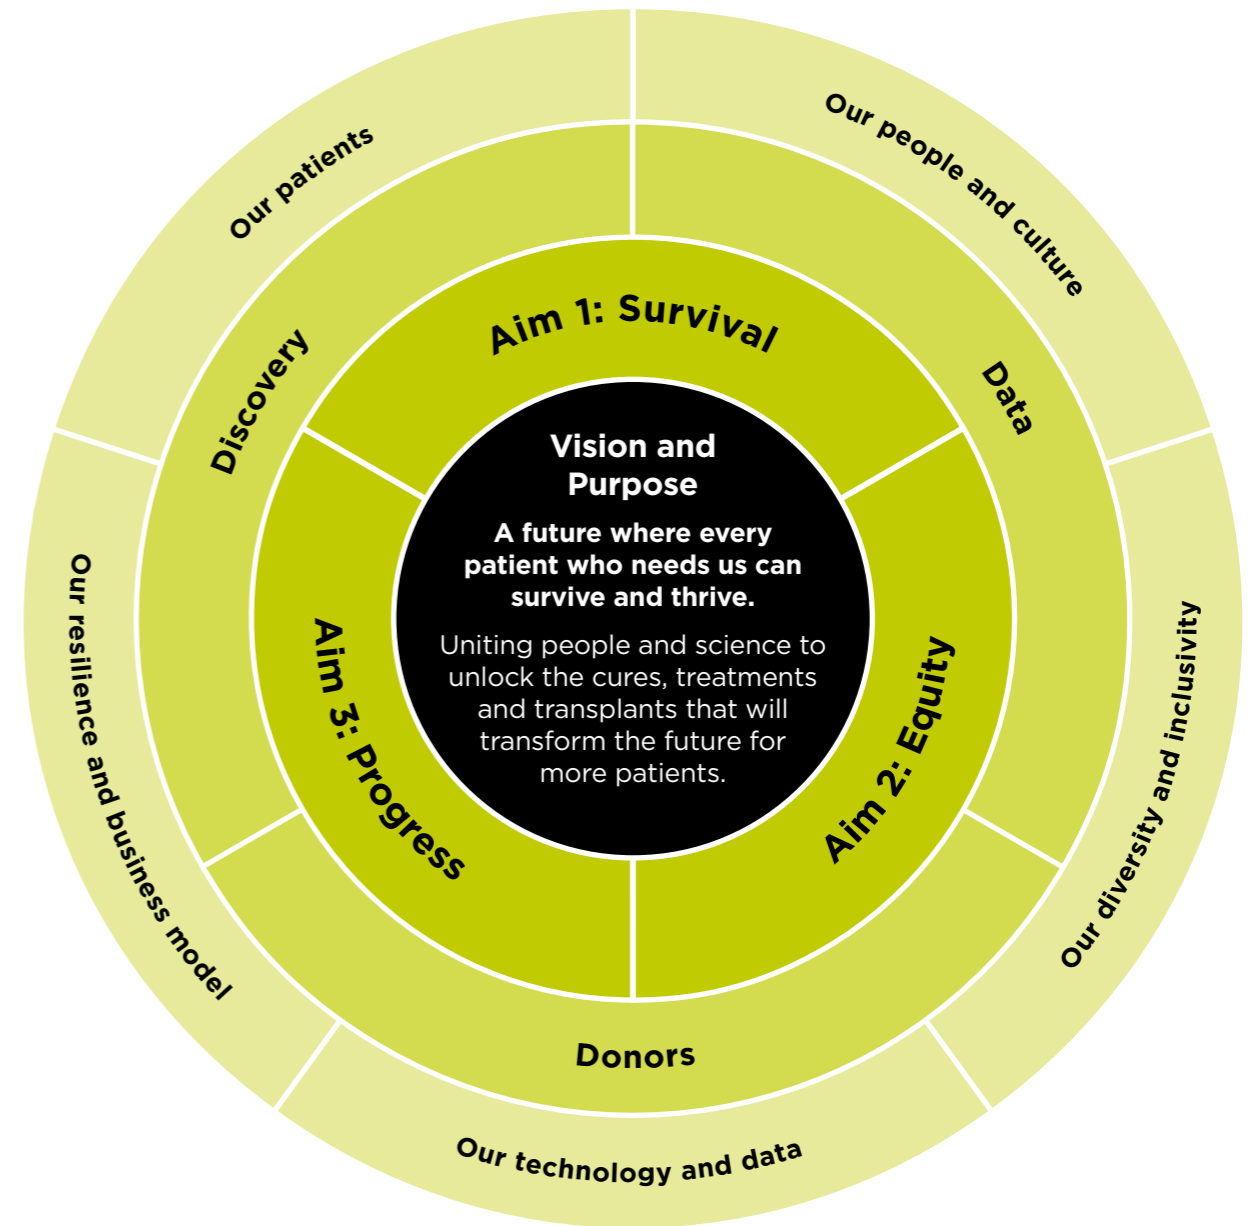 Our patients
Our people and culture
Discovery
Data
Aim 1: Survival
Vision and
Purpose
A future where every
patient who needs us can
survive and thrive.
Uniting people and science to
unlock the cures, treatments
and transplants that will
transform the future for
more patients.
Aim 3: Progress
Aim 2: Equity
Our resilience and business model
Our diversity and inclusivity
Donors
Our technology and data